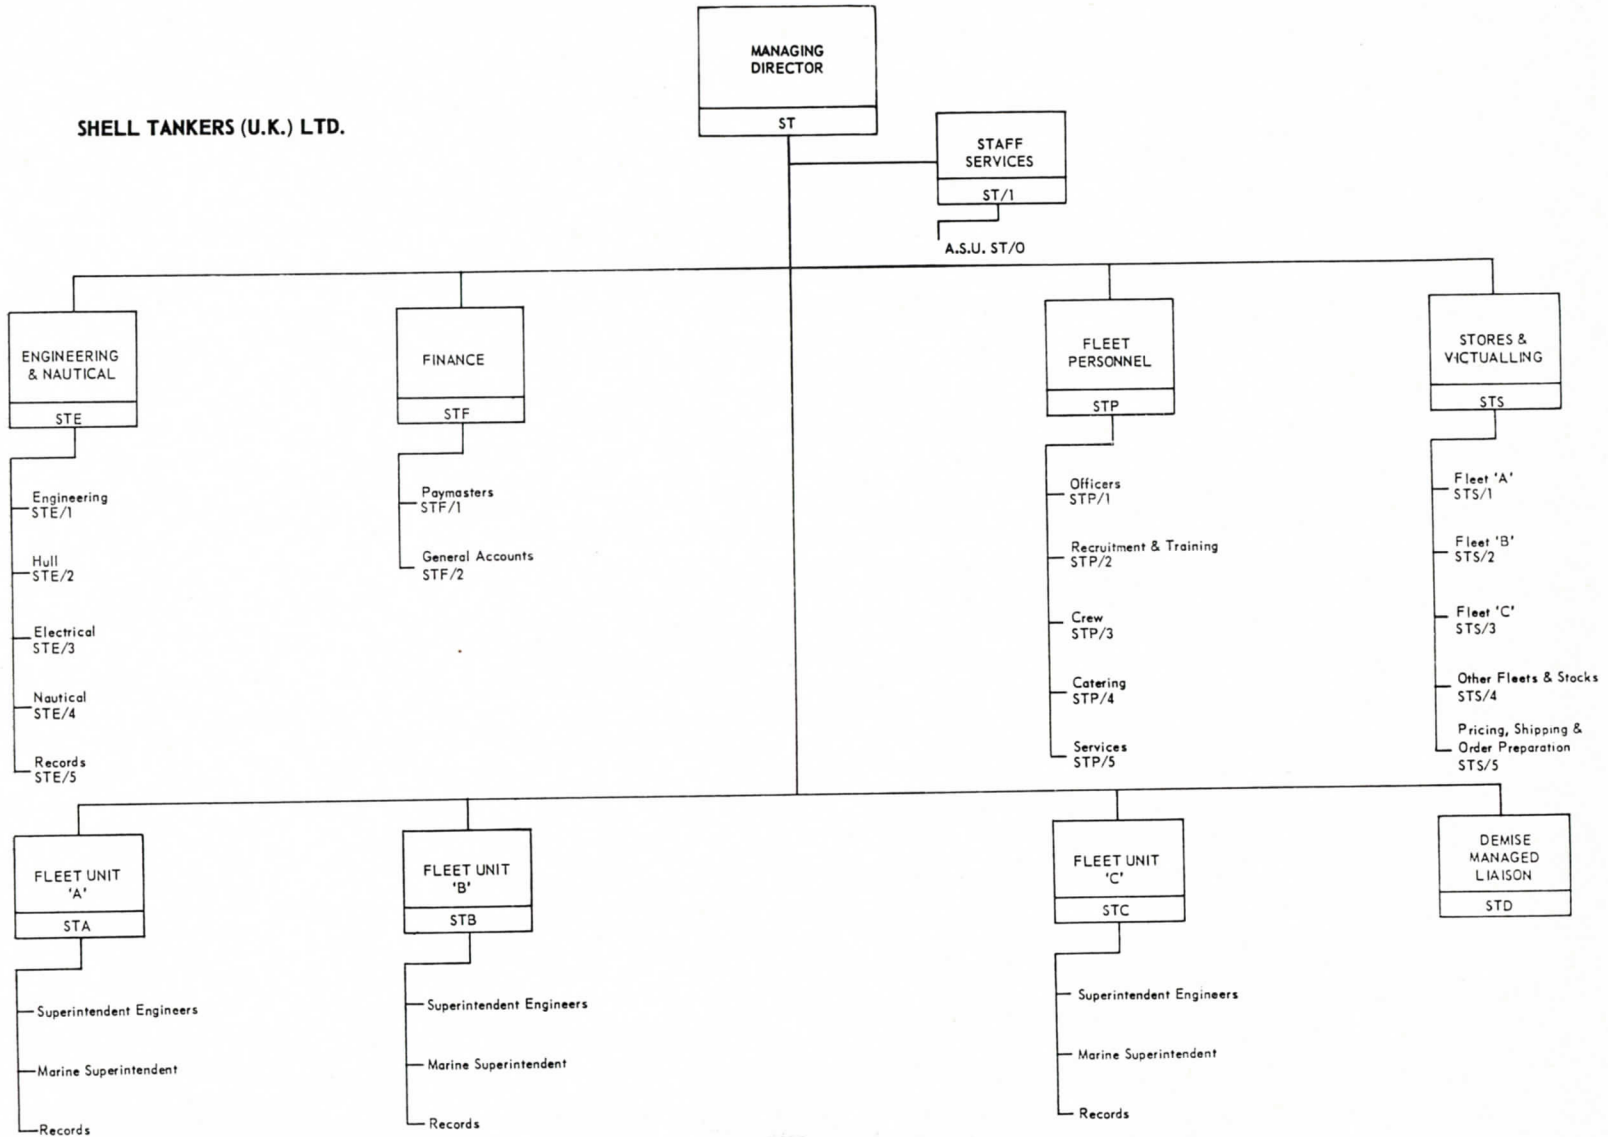 MANAGING
DIRECTOR
ST
SHELL TANKERS (U.K.) LTD.
STAFF
SERVICES
ST/1
A.S.U. ST/O
ENGINEERING
& NAUTICAL
STE
Engineering
STE/1
Hull
STE/2
Electrical
STE/3
Nautical
STE/4
Records
STE/5
FINANCE
STF
Paymasters
STF/1
General Accounts
STF/2
FLEET
PERSONNEL
STP
Officers
STP/1
Recruitment & Training
STP/2
Crew
STP/3
Catering
STP/4
Services
STP/5
STORES &
VICTUALLING
STS
Fleet 'A'
STS/1
Fleet 'B'
STS/2
Fleet 'C'
STS/3
Other Fleets & Stocks
STS/4
Pricing, Shipping &
Order Preparation
STS/5
FLEET UNIT
'A'
STA
Superintendent Engineers
Marine Superintendent
Records
FLEET UNIT
'B'
STB
Superintendent Engineers
Marine Superintendent
Records
FLEET UNIT
'C'
STC
Superintendent Engineers
Marine Superintendent
Records
DEMISE
MANAGED
LIAISON
STD